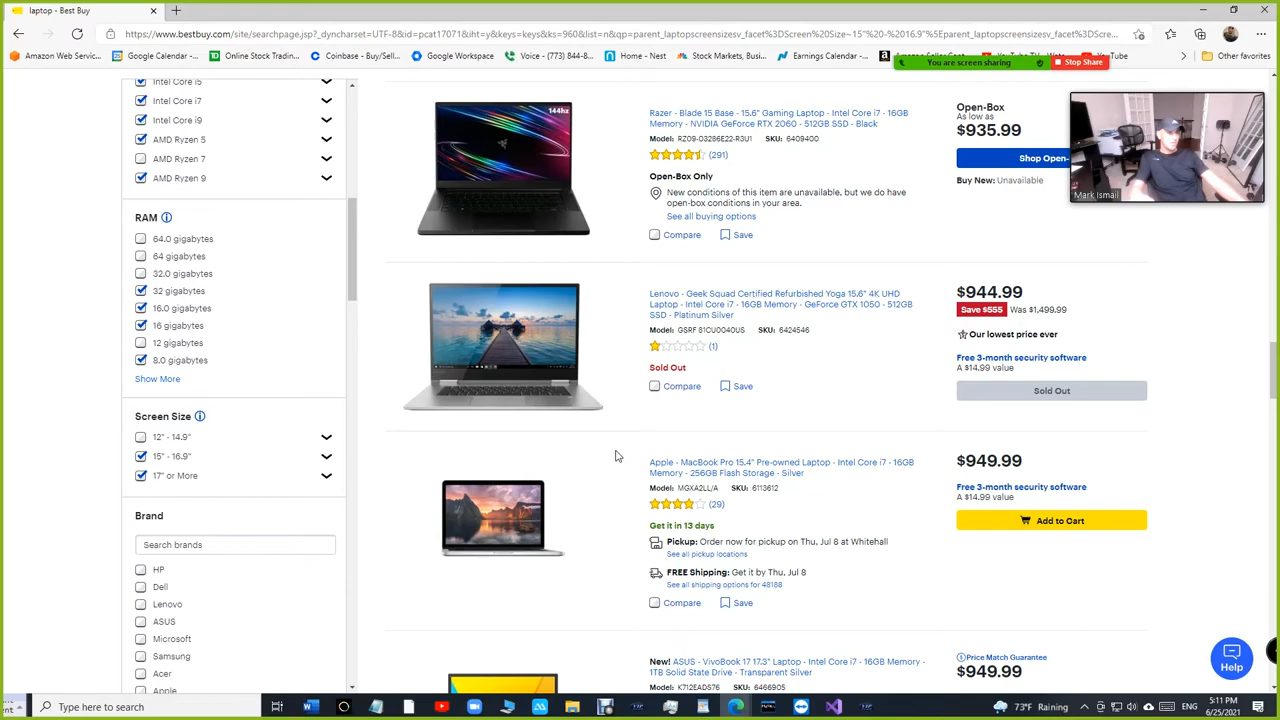 laptop - Best Buy
https://www.bestbuy.com/site/searchpage.jsp?_dyncharset=UTF-8&id=pcat17071&iht=y&keys=keys&ks=960&list=n&qp=parent_laptopscreensizesv_facet%3DScreen Size~15" %20-%2016.9"%5Eparent_laptopscreensizesv_facet%3DScre...
Amazon Web Servic...
Google Calendar
Online Stock Tradin...
Coinbase - Buy/Sell...
Google Workspace
Voice - (773) 844-8...
Home - Nest
Stock Markets, Busi...
Earnings Calendar -...
Other favorites
You are screen sharing
Stop Share
Intel Core i5
Intel Core i7
Intel Core i9
AMD Ryzen 5
AMD Ryzen 7
AMD Ryzen 9
RAM
64.0 gigabytes
64 gigabytes
32.0 gigabytes
32 gigabytes
16.0 gigabytes
16 gigabytes
12 gigabytes
8.0 gigabytes
Show More
Screen Size
12" - 14.9"
15" - 16.9"
17" or More
Brand
Search brands
HP
Dell
Lenovo
ASUS
Microsoft
Samsung
Acer
Apple
144hz
Razer - Blade 15 Base - 15.6" Gaming Laptop - Intel Core i7 - 16GB
Memory - NVIDIA GeForce RTX 2060 - 512GB SSD - Black
Model: RZ09-03286E22-R3U1 SKU: 6409400
(291)
Open-Box Only
New conditions of this item are unavailable, but we do have
open-box conditions in your area.
See all buying options
Compare Save
Open-Box
As low as
$935.99
Shop Open-
Buy New: Unavailable
Mark Ismail
Lenovo - Geek Squad Certified Refurbished Yoga 15.6" 4K UHD
Laptop - Intel Core i7 - 16GB Memory - GeForce GTX 1050 - 512GB
SSD - Platinum Silver
Model: GSRF 81CU0040US SKU: 6424546
(1)
Sold Out
Compare Save
$944.99
Save $555 Was $1,499.99
Our lowest price ever
Free 3-month security software
A $14.99 value
Sold Out
Apple - MacBook Pro 15.4" Pre-owned Laptop - Intel Core i7 - 16GB
Memory - 256GB Flash Storage - Silver
Model: MGXA2LL/A SKU: 6113612
(29)
Get it in 13 days
Pickup: Order now for pickup on Thu, Jul 8 at Whitehall
See all pickup locations
FREE Shipping: Get it by Thu, Jul 8
See all shipping options for 48188
Compare Save
$949.99
Free 3-month security software
A $14.99 value
Add to Cart
New! ASUS - VivoBook 17 17.3" Laptop - Intel Core i7 - 16GB Memory -
1TB Solid State Drive - Transparent Silver
Model: K712EADS76 SKU: 6466905
Price Match Guarantee
$949.99
Help
Type here to search
73°F Raining
5:11 PM
6/25/2021